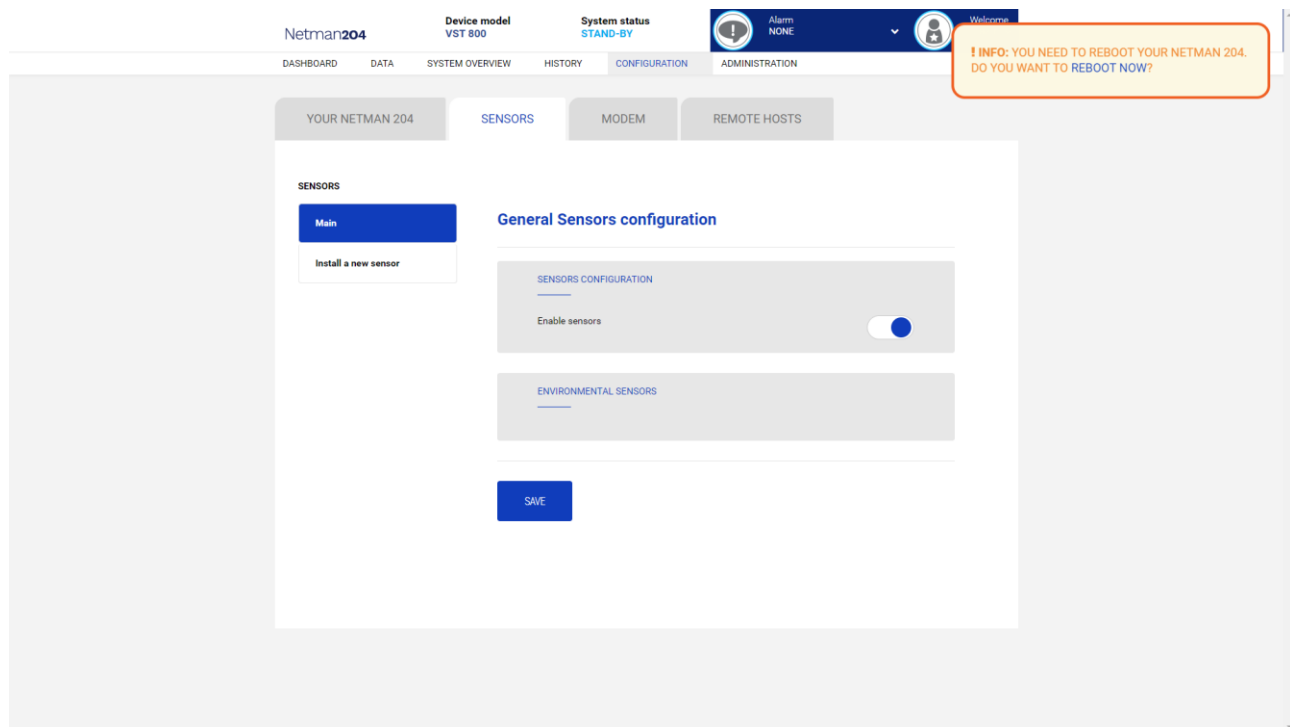 Netman204
Device model
VST 800
System status
STAND-BY
Alarm
NONE
Welcome
! INFO: YOU NEED TO REBOOT YOUR NETMAN 204.
DO YOU WANT TO REBOOT NOW?
DASHBOARD DATA SYSTEM OVERVIEW HISTORY CONFIGURATION ADMINISTRATION
YOUR NETMAN 204 SENSORS MODEM REMOTE HOSTS
SENSORS
Main
Install a new sensor
General Sensors configuration
SENSORS CONFIGURATION
Enable sensors
ENVIRONMENTAL SENSORS
SAVE